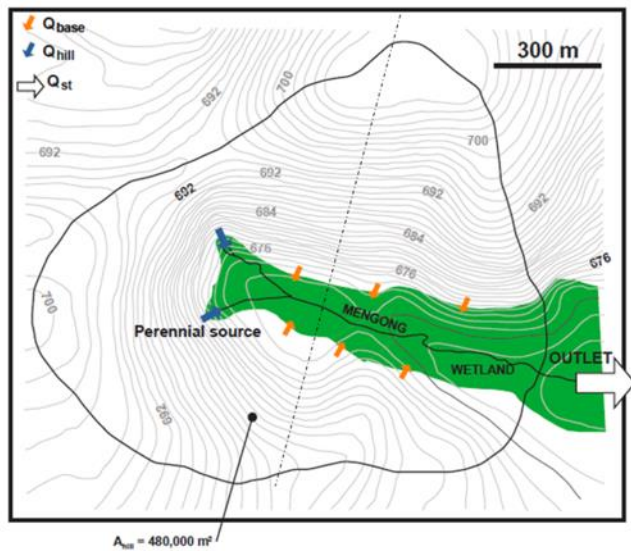 Q_base
Q_hill
Q_st
300 m
700
700
692
692
692
692
692
692
684
684
676
676
676
700
692
MENGONG
Perennial source
WETLAND
OUTLET
A_hill = 480,000 m²